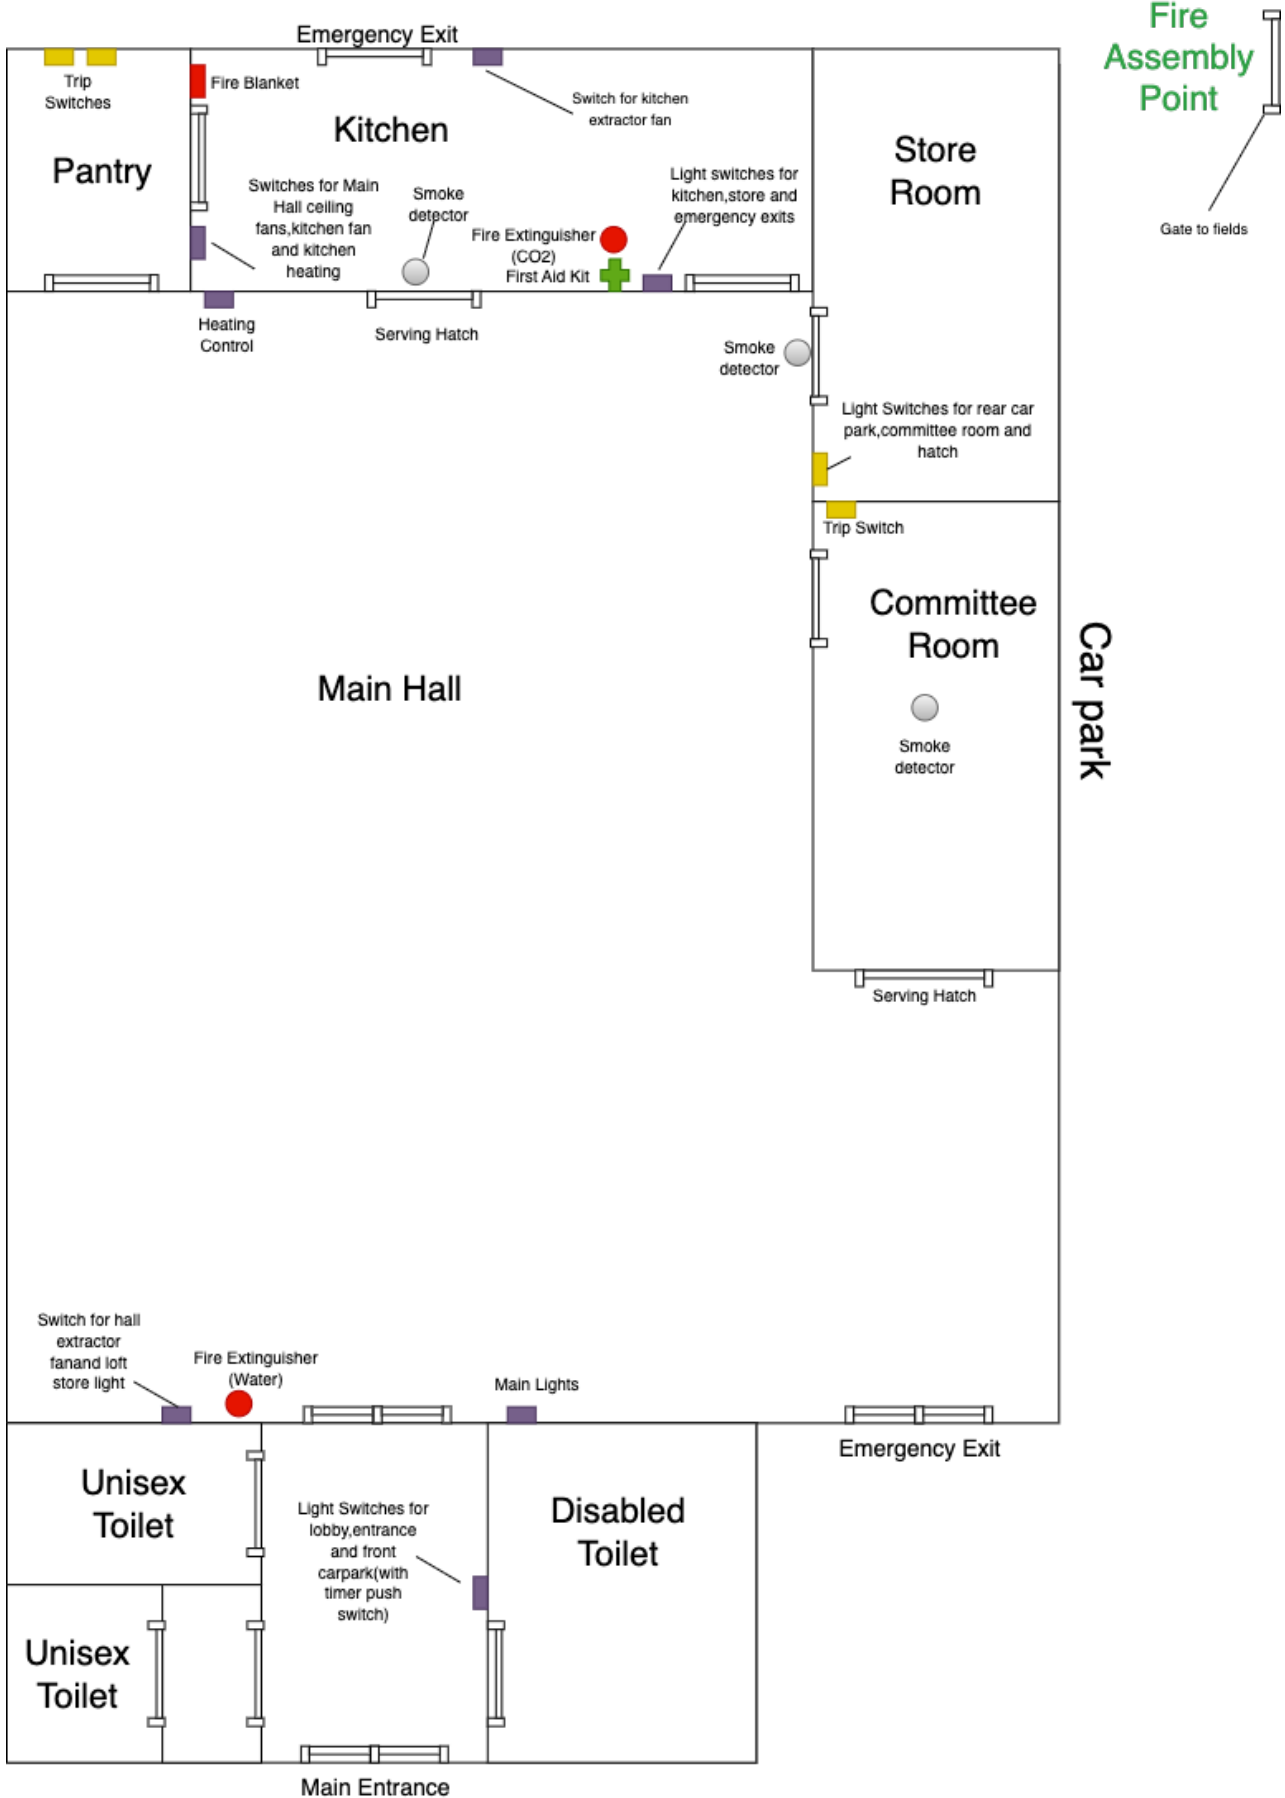 Fire
Assembly
Point
Emergency Exit
Trip
Switches
Fire Blanket
Switch for kitchen
extractor fan
Kitchen
Pantry
Store
Room
Switches for Main
Hall ceiling
fans,kitchen fan
and kitchen
heating
Smoke
detector
Light switches for
kitchen,store and
emergency exits
Gate to fields
Fire Extinguisher
(CO2)
First Aid Kit
Heating
Control
Serving Hatch
Smoke
detector
Light Switches for rear car
park,committee room and
hatch
Trip Switch
Committee
Room
Car park
Main Hall
Smoke
detector
Serving Hatch
Switch for hall
extractor
fanand loft
store light
Fire Extinguisher
(Water)
Main Lights
Emergency Exit
Unisex
Toilet
Light Switches for
lobby,entrance
and front
carpark(with
timer push
switch)
Disabled
Toilet
Unisex
Toilet
Main Entrance